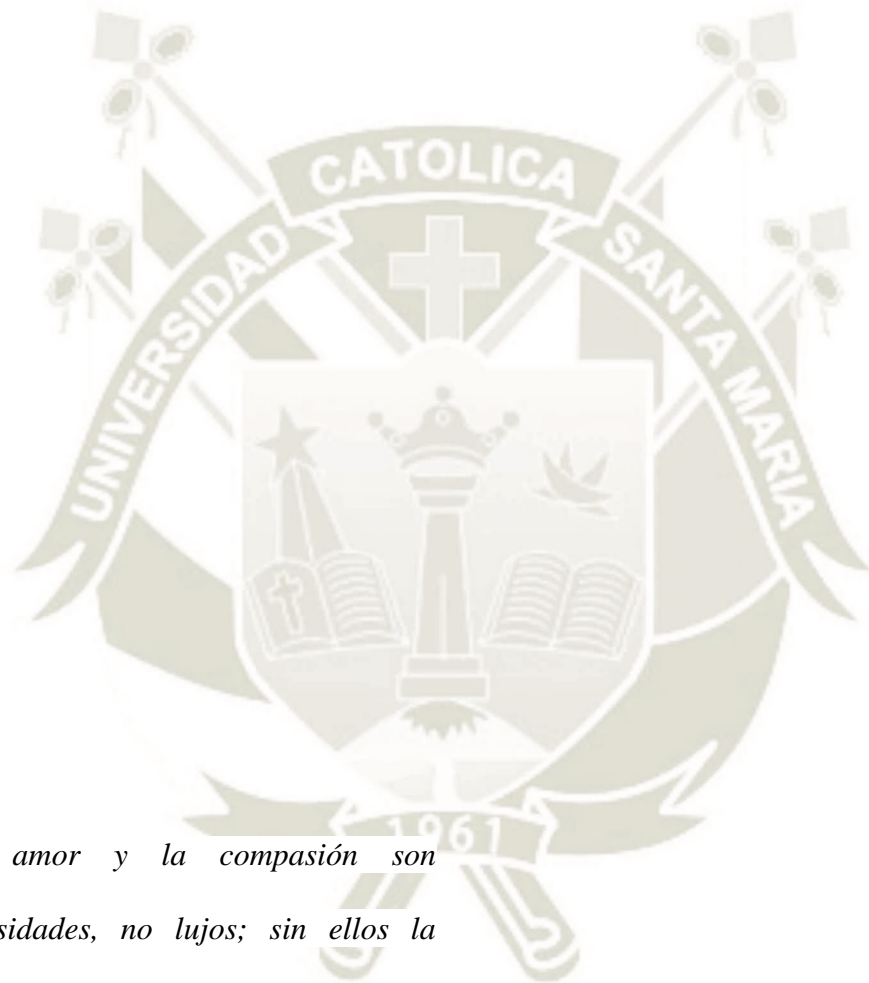 CATOLICA
UNIVERSIDAD
SANTA MARIA
1961
amor y la compasión son
sidades, no lujos; sin ellos la